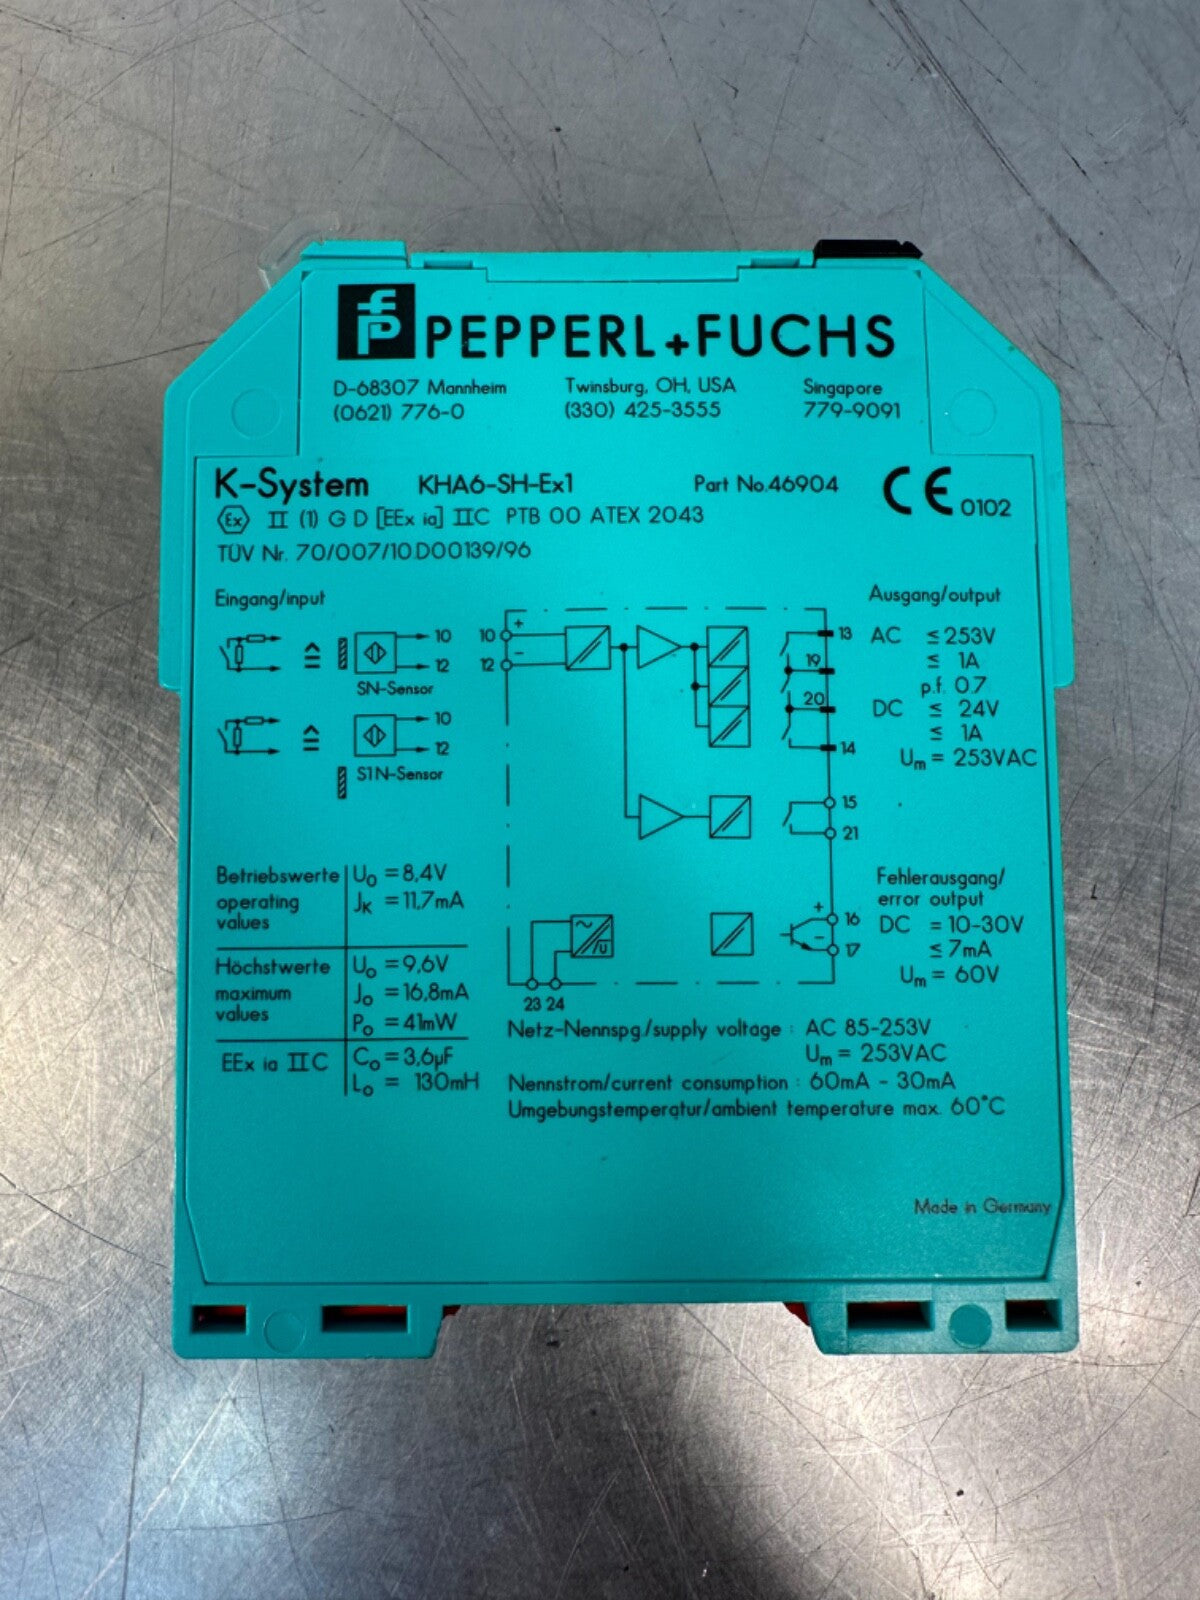 fp PEPPERL+FUCHS
D-68307 Mannheim Twinsburg, OH, USA Singapore
(0621) 776-0 (330) 425-3555 779-9091
K-System KHA6-SH-Ex1 Part No.46904 CE 0102
Ex II (1) G D [EEx ia] IIC PTB 00 ATEX 2043
TÜV Nr. 70/007/10.D00139/96
Eingang/input
10
12
SN-Sensor
10
12
S1N-Sensor
+
10
-
12
13
19
20
14
15
21
+
16
-
17
~
U
23 24
Ausgang/output
AC ≤ 253V
≤ 1A
p.f. 0.7
DC ≤ 24V
≤ 1A
Um = 253VAC
Fehlerausgang/
error output
DC = 10-30V
≤ 7mA
Um = 60V
Betriebswerte U0 = 8,4V
operating JK = 11,7mA
values
Höchstwerte U0 = 9,6V
maximum J0 = 16,8mA
values P0 = 41mW
EEx ia IIC C0 = 3,6µF
L0 = 130mH
Netz-Nennspg./supply voltage : AC 85-253V
Um = 253VAC
Nennstrom/current consumption : 60mA - 30mA
Umgebungstemperatur/ambient temperature max. 60°C
Made in Germany